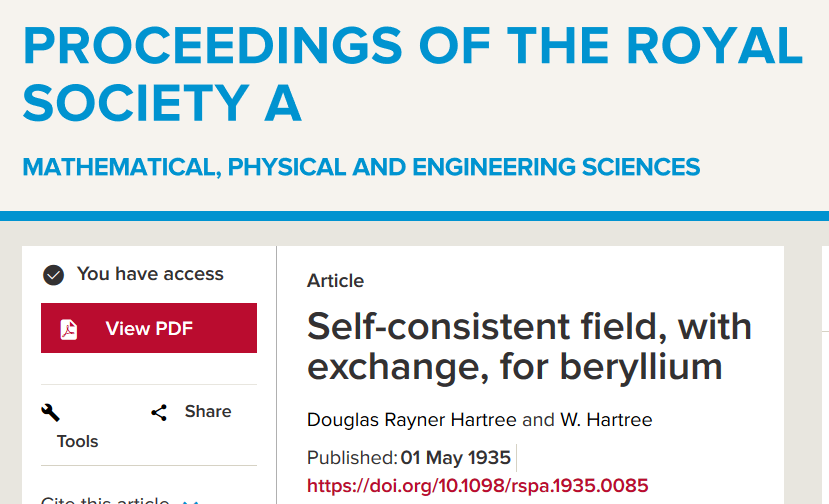 PROCEEDINGS OF THE ROYAL
SOCIETY A
MATHEMATICAL, PHYSICAL AND ENGINEERING SCIENCES
You have access
View PDF
Tools
Share
Cite this article
Article
Self-consistent field, with
exchange, for beryllium
Douglas Rayner Hartree and W. Hartree
Published: 01 May 1935
https://doi.org/10.1098/rspa.1935.0085